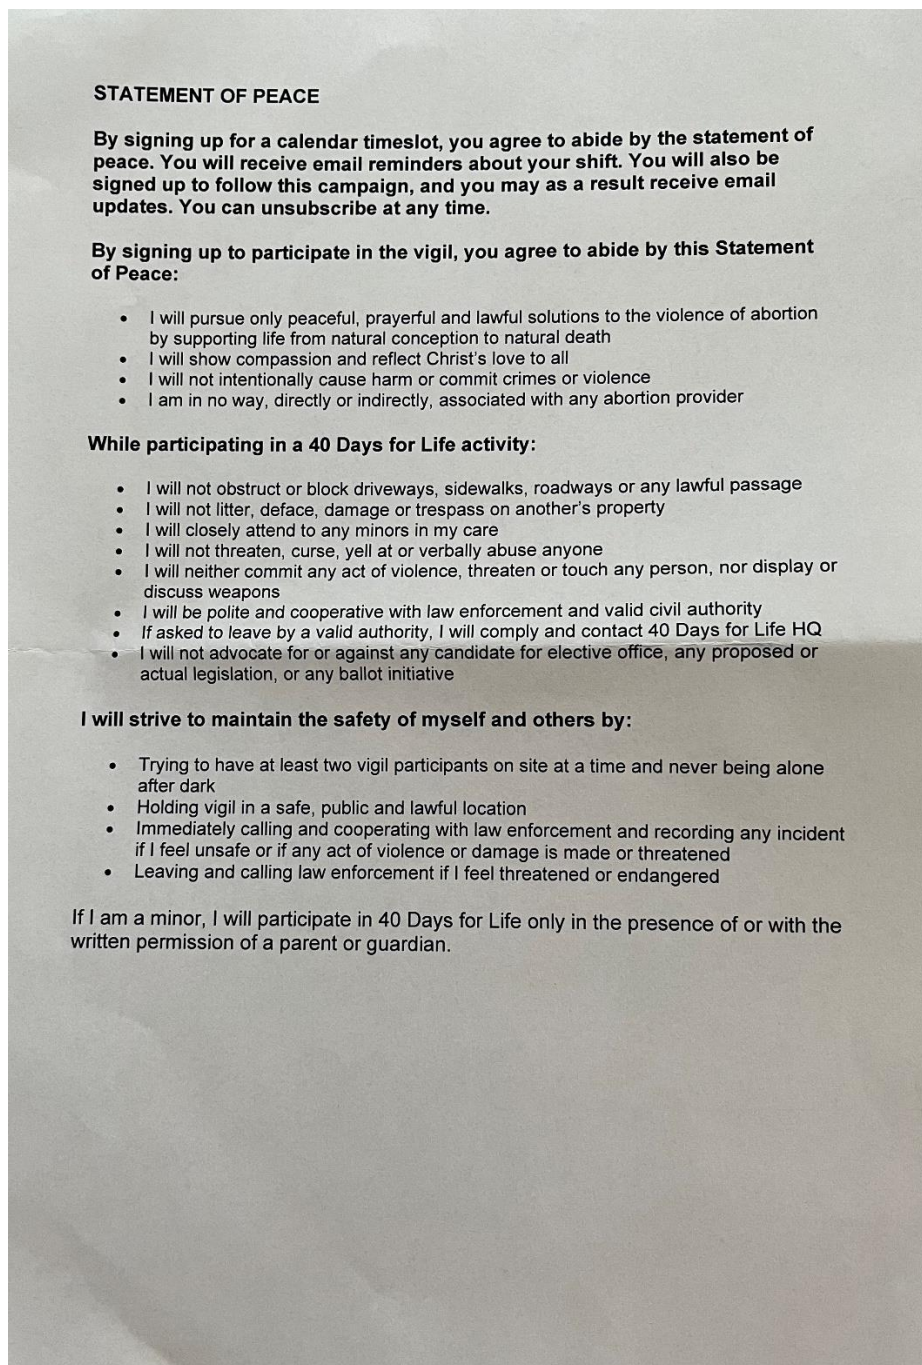 STATEMENT OF PEACE
By signing up for a calendar timeslot, you agree to abide by the statement of
peace. You will receive email reminders about your shift. You will also be
signed up to follow this campaign, and you may as a result receive email
updates. You can unsubscribe at any time.
By signing up to participate in the vigil, you agree to abide by this Statement
of Peace:
• I will pursue only peaceful, prayerful and lawful solutions to the violence of abortion
by supporting life from natural conception to natural death
• I will show compassion and reflect Christ's love to all
• I will not intentionally cause harm or commit crimes or violence
• I am in no way, directly or indirectly, associated with any abortion provider
While participating in a 40 Days for Life activity:
• I will not obstruct or block driveways, sidewalks, roadways or any lawful passage
• I will not litter, deface, damage or trespass on another's property
• I will closely attend to any minors in my care
• I will not threaten, curse, yell at or verbally abuse anyone
• I will neither commit any act of violence, threaten or touch any person, nor display or
discuss weapons
• I will be polite and cooperative with law enforcement and valid civil authority
• If asked to leave by a valid authority, I will comply and contact 40 Days for Life HQ
• I will not advocate for or against any candidate for elective office, any proposed or
actual legislation, or any ballot initiative
I will strive to maintain the safety of myself and others by:
• Trying to have at least two vigil participants on site at a time and never being alone
after dark
• Holding vigil in a safe, public and lawful location
• Immediately calling and cooperating with law enforcement and recording any incident
if I feel unsafe or if any act of violence or damage is made or threatened
• Leaving and calling law enforcement if I feel threatened or endangered
If I am a minor, I will participate in 40 Days for Life only in the presence of or with the
written permission of a parent or guardian.